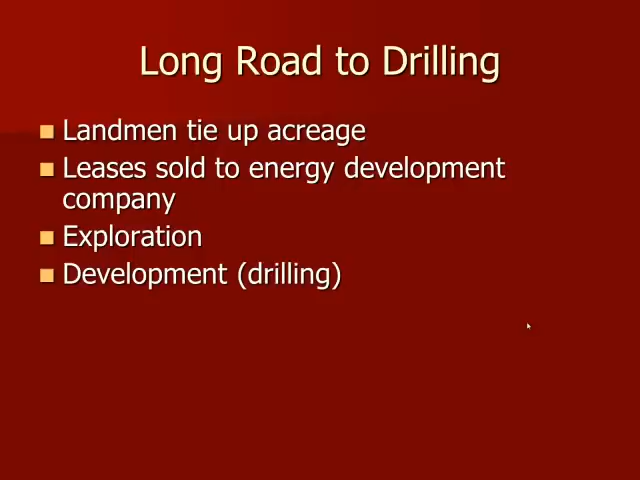 Long Road to Drilling
Landmen tie up acreage
Leases sold to energy development
company
Exploration
Development (drilling)